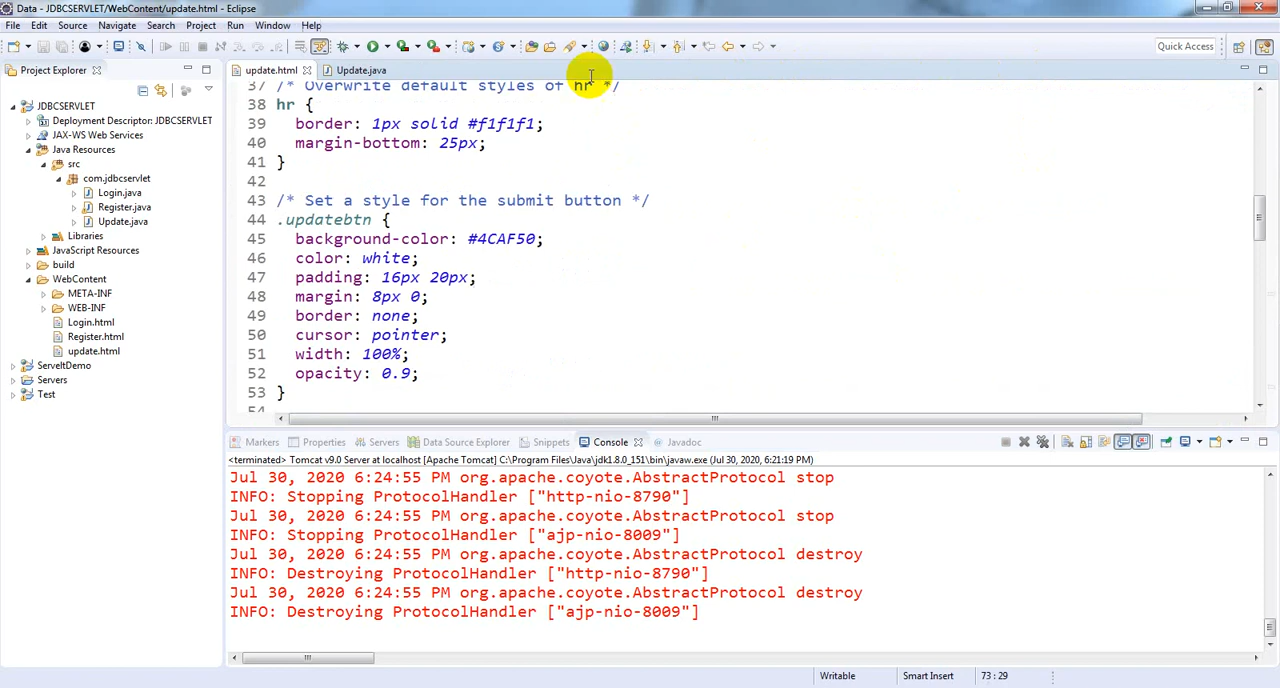 Data - JDBCSERVLET/WebContent/update.html - Eclipse
File Edit Source Navigate Search Project Run Window Help
Quick Access
Project Explorer
update.html
Update.java
JDBCSERVLET
Deployment Descriptor: JDBCSERVLET
JAX-WS Web Services
Java Resources
src
com.jdbcservlet
Login.java
Register.java
Update.java
Libraries
JavaScript Resources
build
WebContent
META-INF
WEB-INF
Login.html
Register.html
update.html
ServeltDemo
Servers
Test
37 /* Overwrite default styles of hr */
38 hr {
39 border: 1px solid #f1f1f1;
40 margin-bottom: 25px;
41 }
42
43 /* Set a style for the submit button */
44 .updatebtn {
45 background-color: #4CAF50;
46 color: white;
47 padding: 16px 20px;
48 margin: 8px 0;
49 border: none;
50 cursor: pointer;
51 width: 100%;
52 opacity: 0.9;
53 }
54
Markers Properties Servers Data Source Explorer Snippets Console Javadoc
<terminated> Tomcat v9.0 Server at localhost [Apache Tomcat] C:\Program Files\Java\jdk1.8.0_151\bin\javaw.exe (Jul 30, 2020, 6:21:19 PM)
Jul 30, 2020 6:24:55 PM org.apache.coyote.AbstractProtocol stop
INFO: Stopping ProtocolHandler ["http-nio-8790"]
Jul 30, 2020 6:24:55 PM org.apache.coyote.AbstractProtocol stop
INFO: Stopping ProtocolHandler ["ajp-nio-8009"]
Jul 30, 2020 6:24:55 PM org.apache.coyote.AbstractProtocol destroy
INFO: Destroying ProtocolHandler ["http-nio-8790"]
Jul 30, 2020 6:24:55 PM org.apache.coyote.AbstractProtocol destroy
INFO: Destroying ProtocolHandler ["ajp-nio-8009"]
Writable Smart Insert 73 : 29